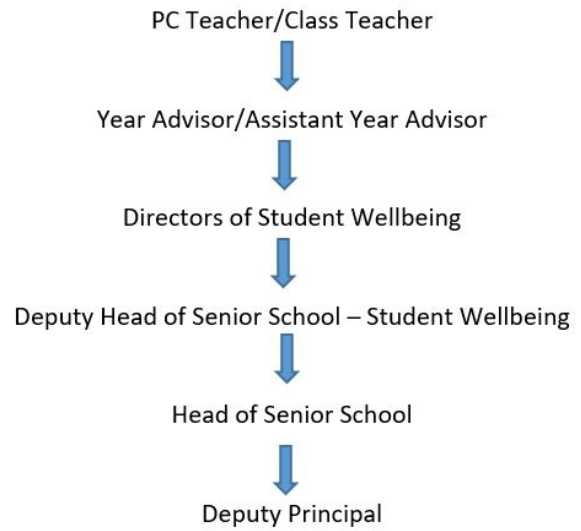 PC Teacher/Class Teacher
Year Advisor/Assistant Year Advisor
Directors of Student Wellbeing
Deputy Head of Senior School – Student Wellbeing
Head of Senior School
Deputy Principal